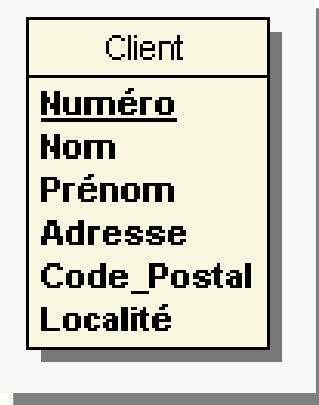 Client
Numéro
Nom
Prénom
Adresse
Code_Postal
Localité